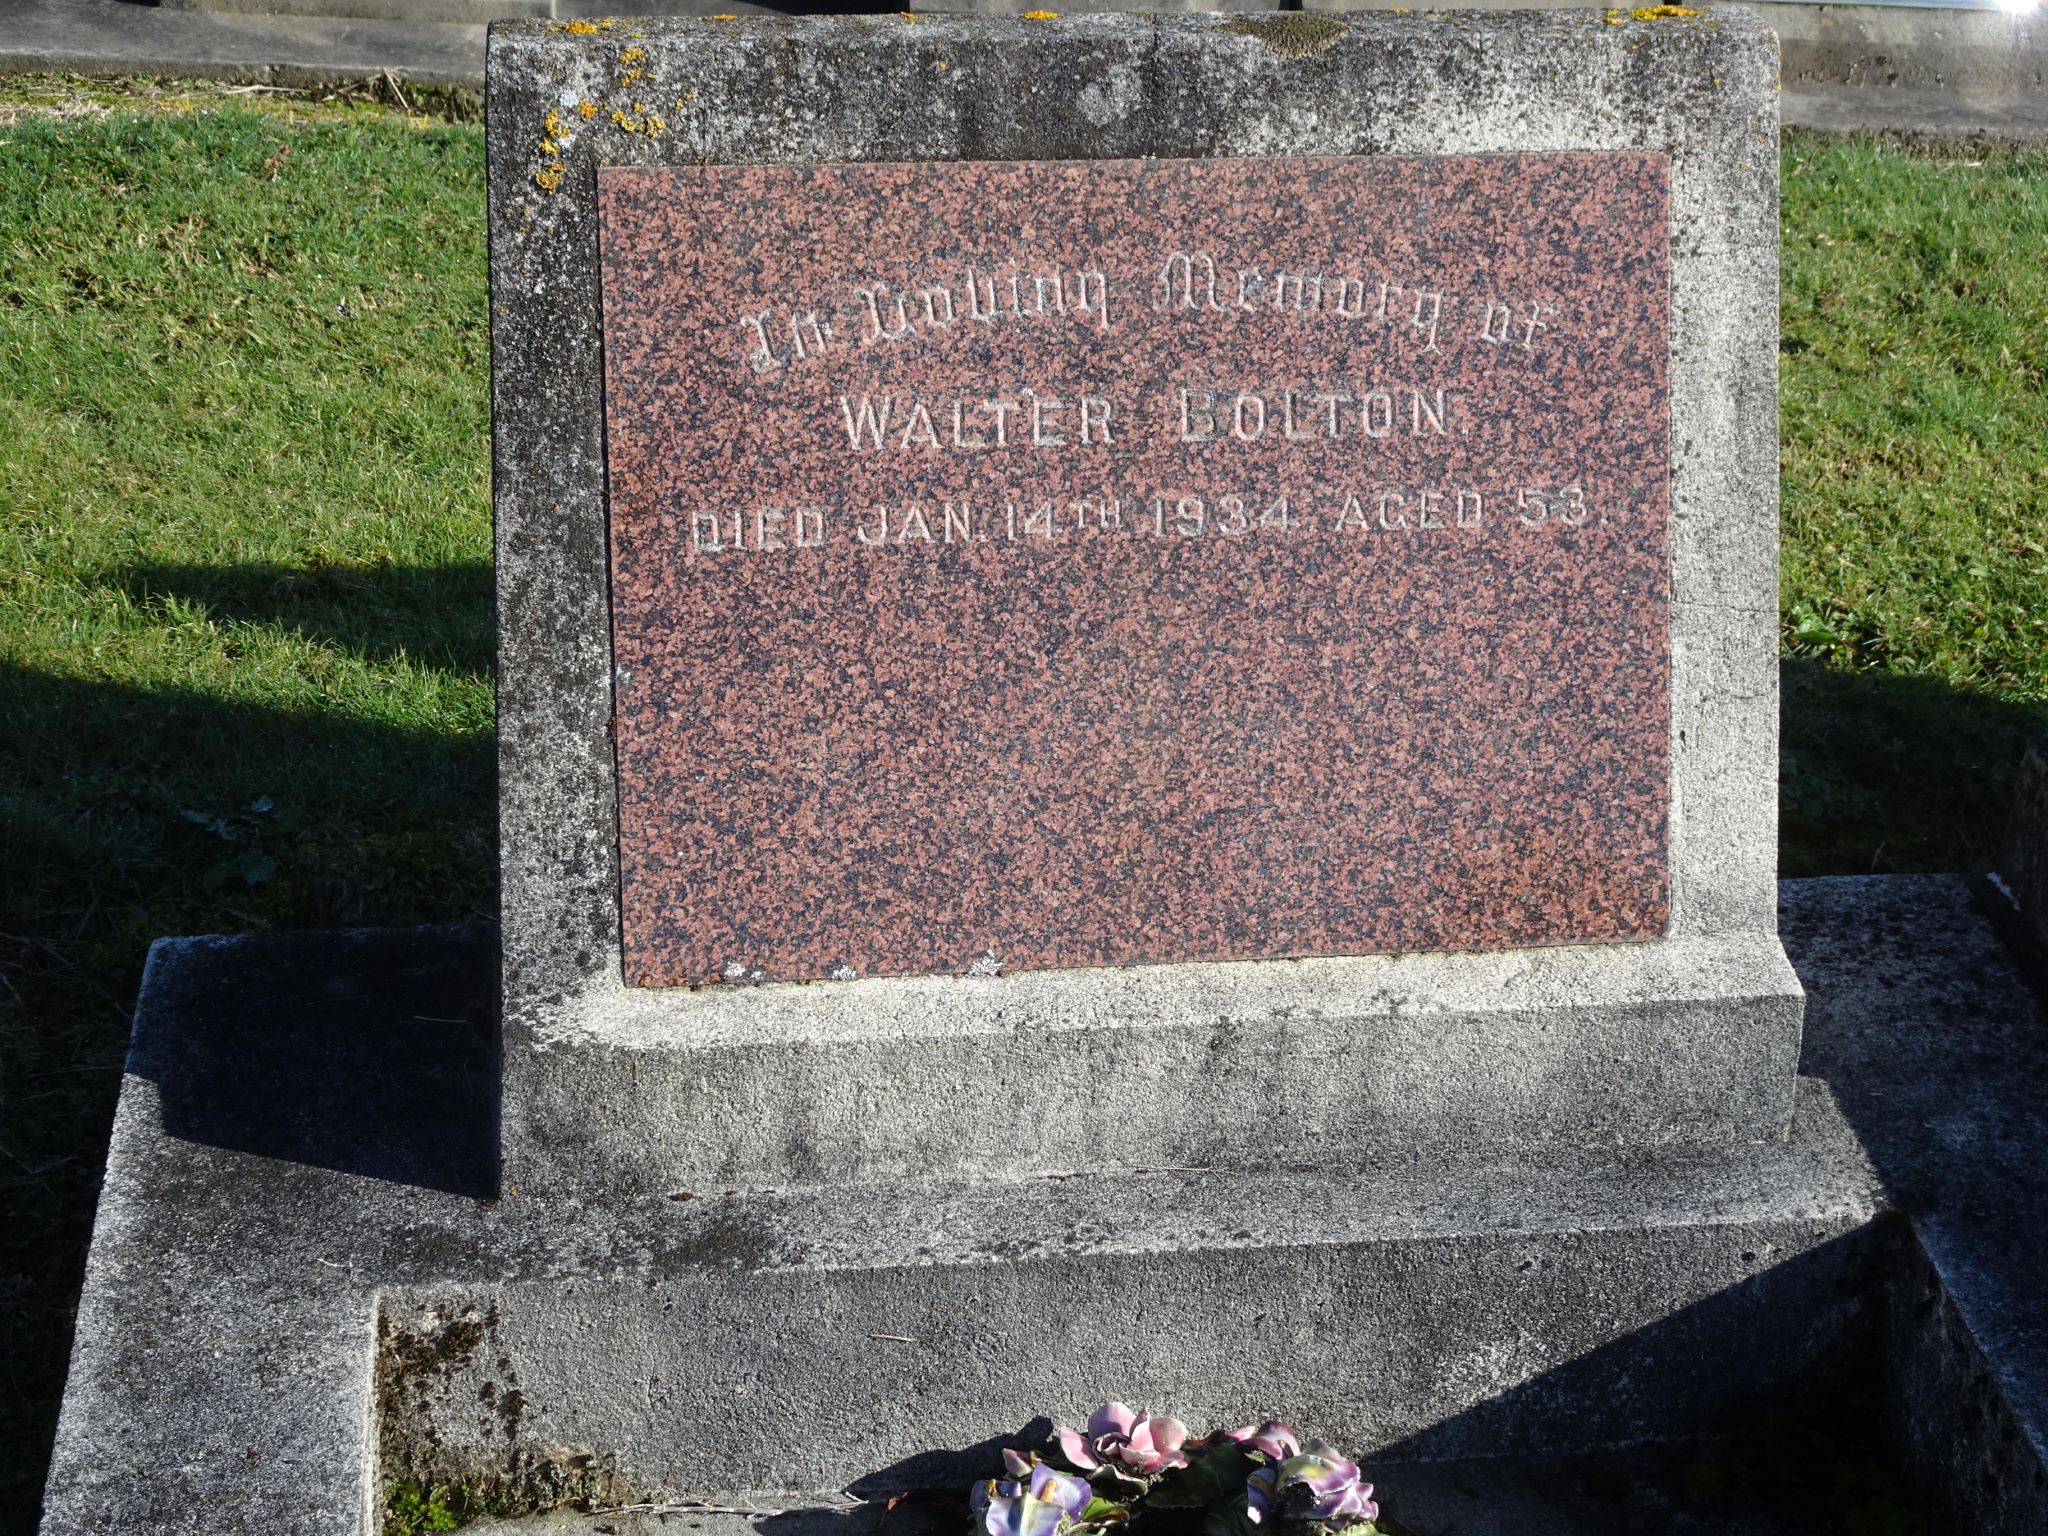 In Loving Memory of
WALTER BOLTON.
DIED JAN. 14TH 1934. AGED 53.